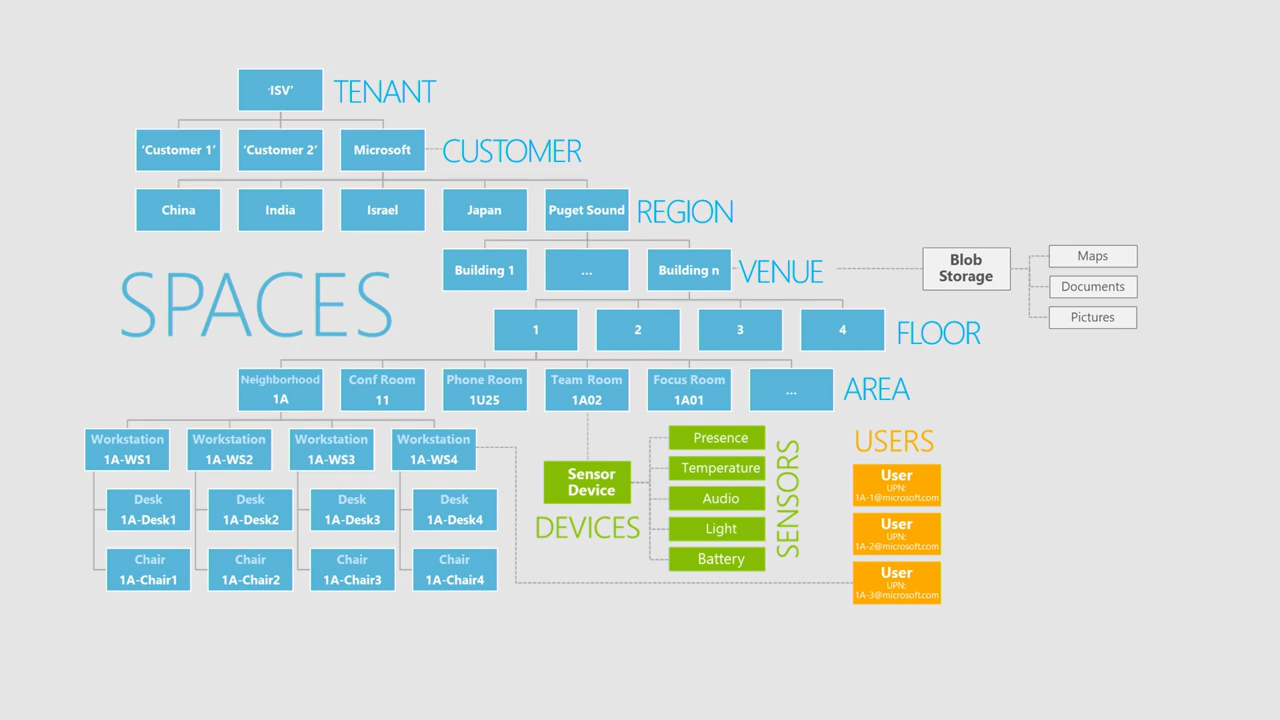 'ISV'
TENANT
'Customer 1'
'Customer 2'
Microsoft
CUSTOMER
China
India
Israel
Japan
Puget Sound
REGION
Building 1
...
Building n
VENUE
Blob
Storage
Maps
Documents
Pictures
SPACES
1
2
3
4
FLOOR
Neighborhood
1A
Conf Room
11
Phone Room
1U25
Team Room
1A02
Focus Room
1A01
...
AREA
Workstation
1A-WS1
Workstation
1A-WS2
Workstation
1A-WS3
Workstation
1A-WS4
Desk
1A-Desk1
Desk
1A-Desk2
Desk
1A-Desk3
Desk
1A-Desk4
Chair
1A-Chair1
Chair
1A-Chair2
Chair
1A-Chair3
Chair
1A-Chair4
Sensor
Device
DEVICES
Presence
Temperature
Audio
Light
Battery
SENSORS
USERS
User
UPN:
1A-1@microsoft.com
User
UPN:
1A-2@microsoft.com
User
UPN:
1A-3@microsoft.com